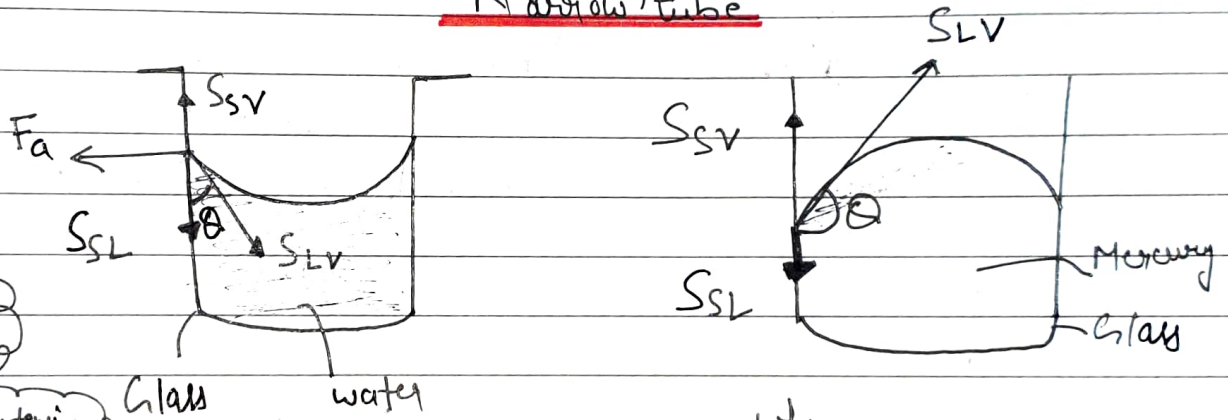 Narrow tube
SSV
Fa
θ
SSL
SLV
Glass
water
SLV
SSV
θ
SSL
Mercury
Glass